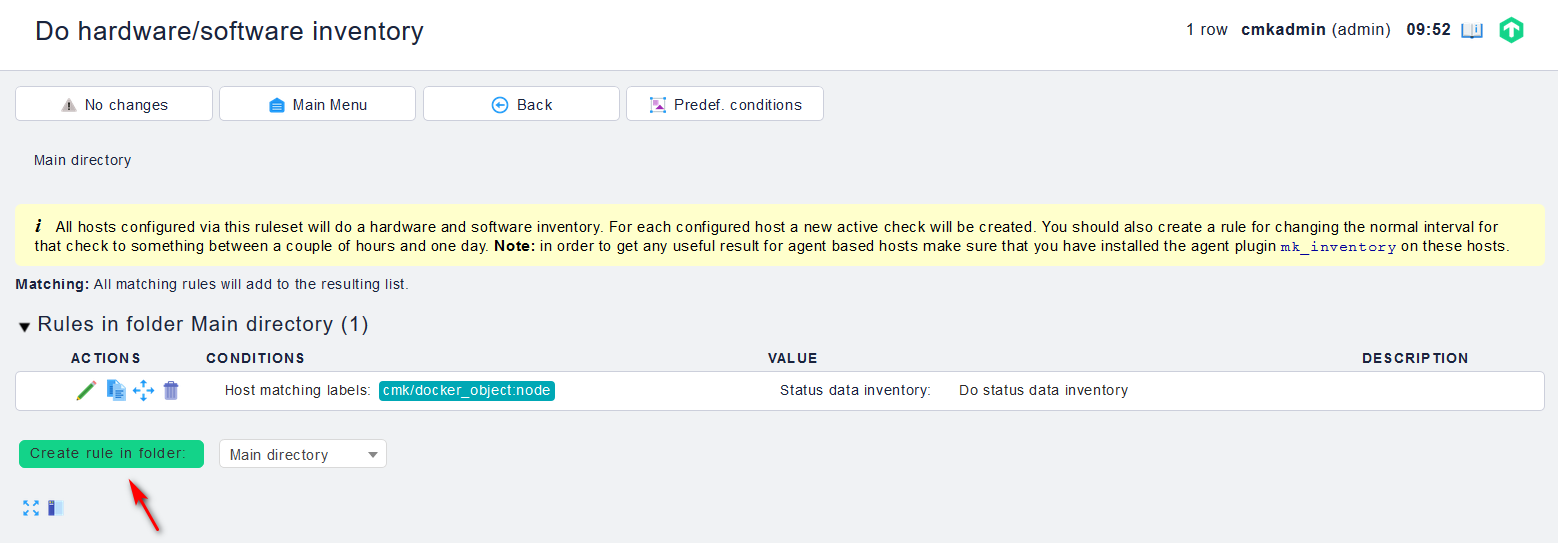 Do hardware/software inventory
1 row cmkadmin (admin) 09:52
No changes
Main Menu
Back
Predef. conditions
Main directory
i All hosts configured via this ruleset will do a hardware and software inventory. For each configured host a new active check will be created. You should also create a rule for changing the normal interval for
that check to something between a couple of hours and one day. Note: in order to get any useful result for agent based hosts make sure that you have installed the agent plugin mk_inventory on these hosts.
Matching: All matching rules will add to the resulting list.
Rules in folder Main directory (1)
ACTIONS CONDITIONS VALUE DESCRIPTION
Host matching labels: cmk/docker_object:node Status data inventory: Do status data inventory
Create rule in folder: Main directory